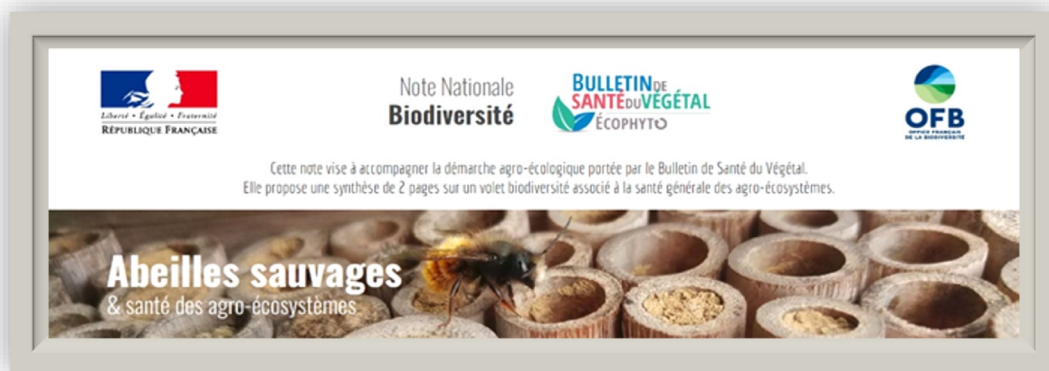 Liberté • Égalité • Fraternité
RÉPUBLIQUE FRANÇAISE
Note Nationale
Biodiversité
BULLETIN DE
SANTÉ DU VÉGÉTAL
ÉCOPHYTO
OFB
OFFICE FRANÇAIS
DE LA BIODIVERSITÉ
Cette note vise à accompagner la démarche agro-écologique portée par le Bulletin de Santé du Végétal.
Elle propose une synthèse de 2 pages sur un volet biodiversité associé à la santé générale des agro-écosystèmes.
Abeilles sauvages
& santé des agro-écosystèmes